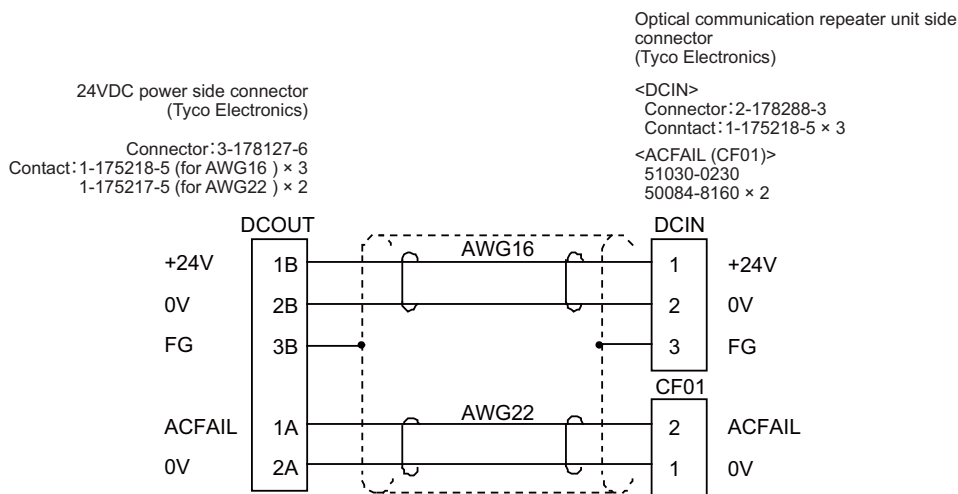 Optical communication repeater unit side
connector
(Tyco Electronics)
24VDC power side connector
(Tyco Electronics)
<DCIN>
Connector:2-178288-3
Conntact:1-175218-5 × 3
Connector:3-178127-6
Contact:1-175218-5 (for AWG16 ) × 3
1-175217-5 (for AWG22 ) × 2
<ACFAIL (CF01)>
51030-0230
50084-8160 × 2
DCOUT
DCIN
AWG16
+24V 1B 1 +24V
0V 2B 2 0V
FG 3B 3 FG
CF01
AWG22
ACFAIL 1A 2 ACFAIL
0V 2A 1 0V